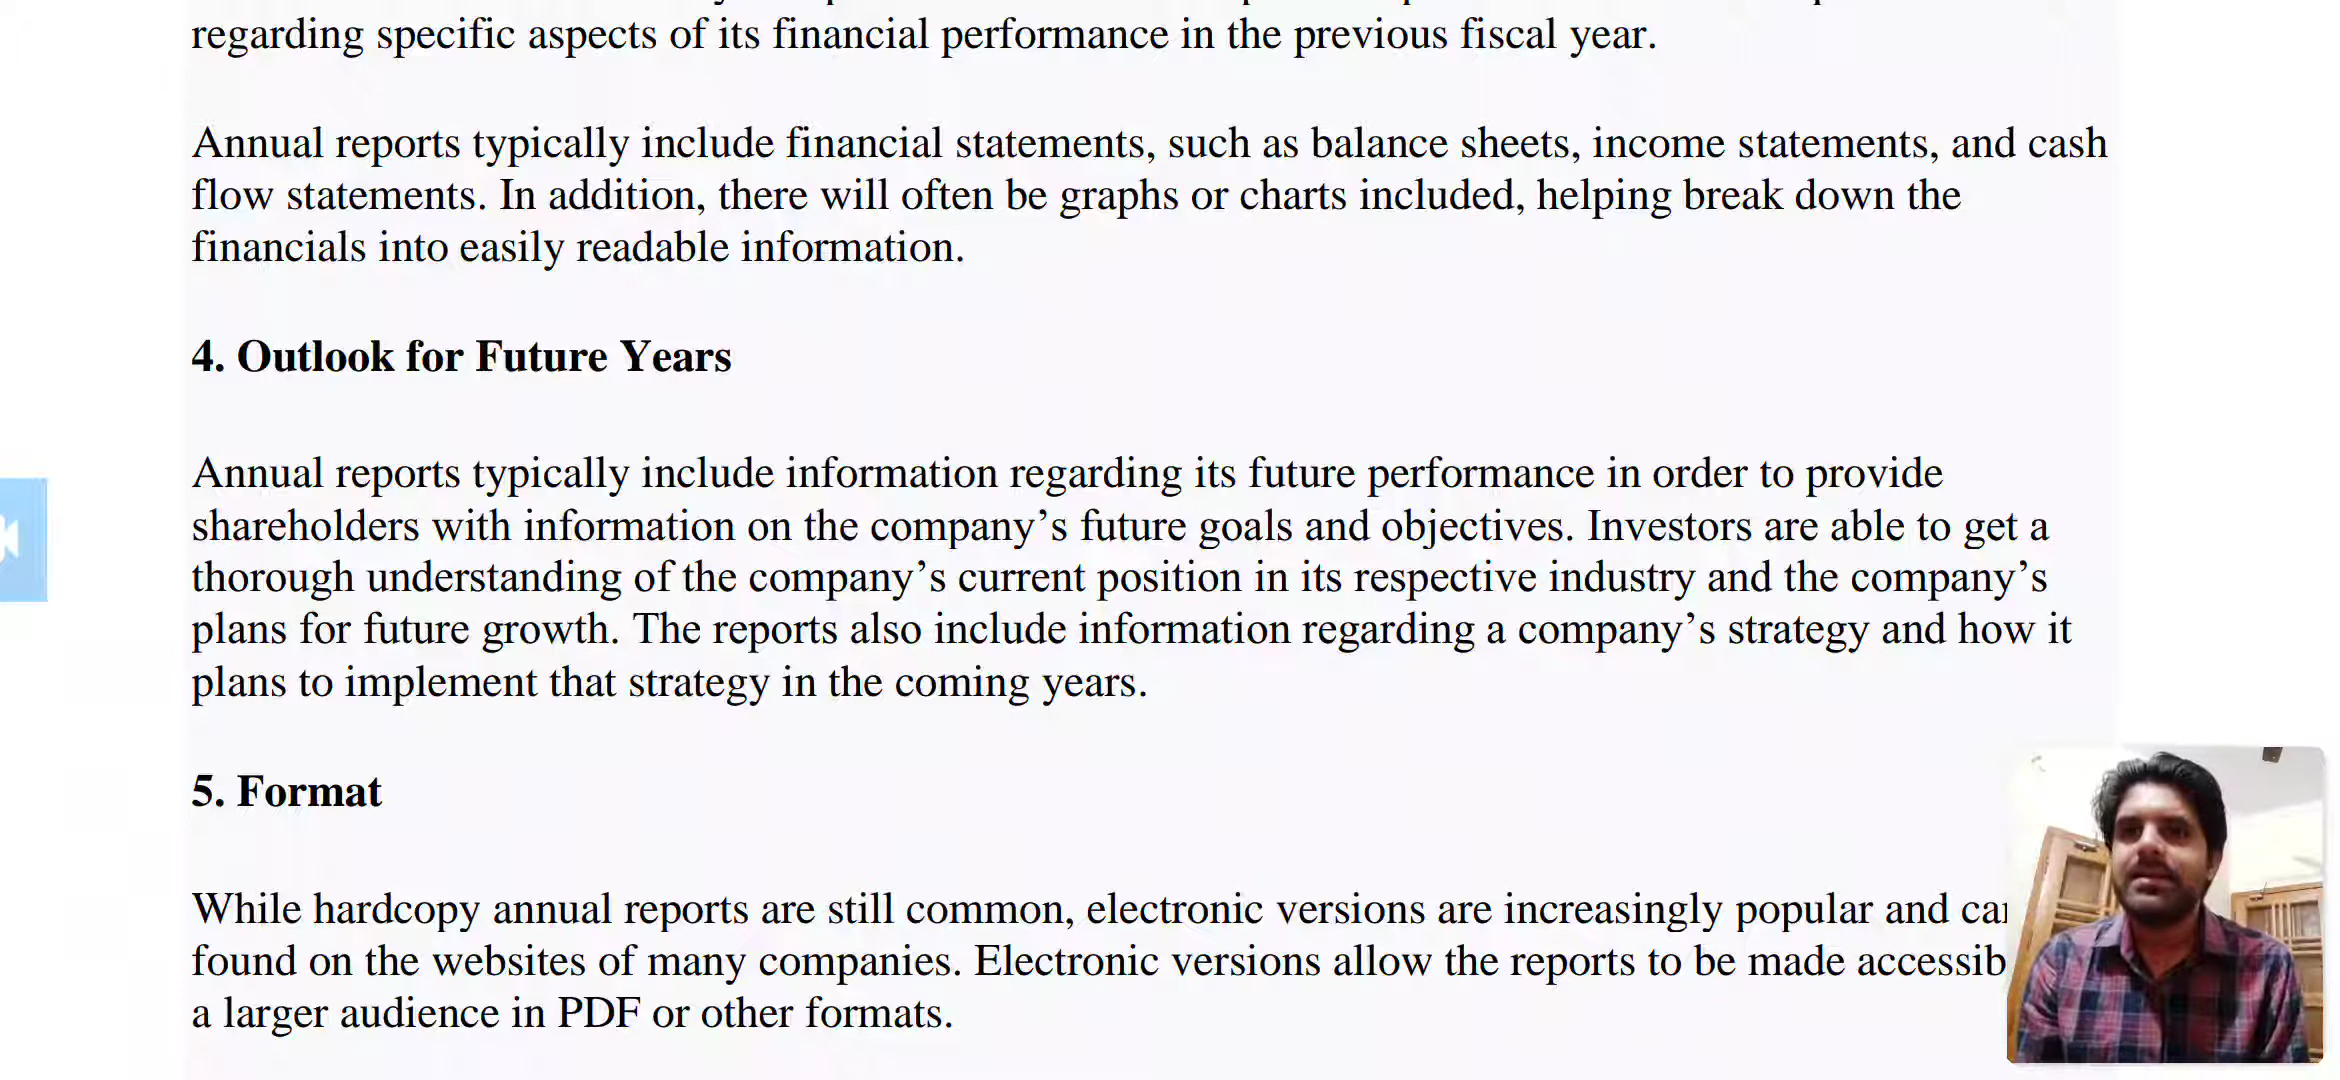 regarding specific aspects of its financial performance in the previous fiscal year.
Annual reports typically include financial statements, such as balance sheets, income statements, and cash
flow statements. In addition, there will often be graphs or charts included, helping break down the
financials into easily readable information.
4. Outlook for Future Years
Annual reports typically include information regarding its future performance in order to provide
shareholders with information on the company’s future goals and objectives. Investors are able to get a
thorough understanding of the company’s current position in its respective industry and the company’s
plans for future growth. The reports also include information regarding a company’s strategy and how it
plans to implement that strategy in the coming years.
5. Format
While hardcopy annual reports are still common, electronic versions are increasingly popular and
found on the websites of many companies. Electronic versions allow the reports to be made
a larger audience in PDF or other formats.